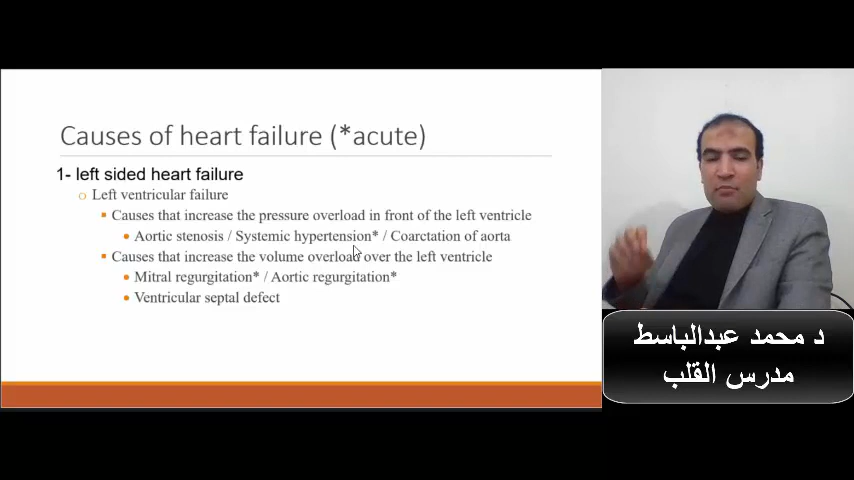 Causes of heart failure (*acute)
1- left sided heart failure
Left ventricular failure
Causes that increase the pressure overload in front of the left ventricle
Aortic stenosis / Systemic hypertension* / Coarctation of aorta
Causes that increase the volume overload over the left ventricle
Mitral regurgitation* / Aortic regurgitation*
Ventricular septal defect
د محمد عبدالباسط
مدرس القلب